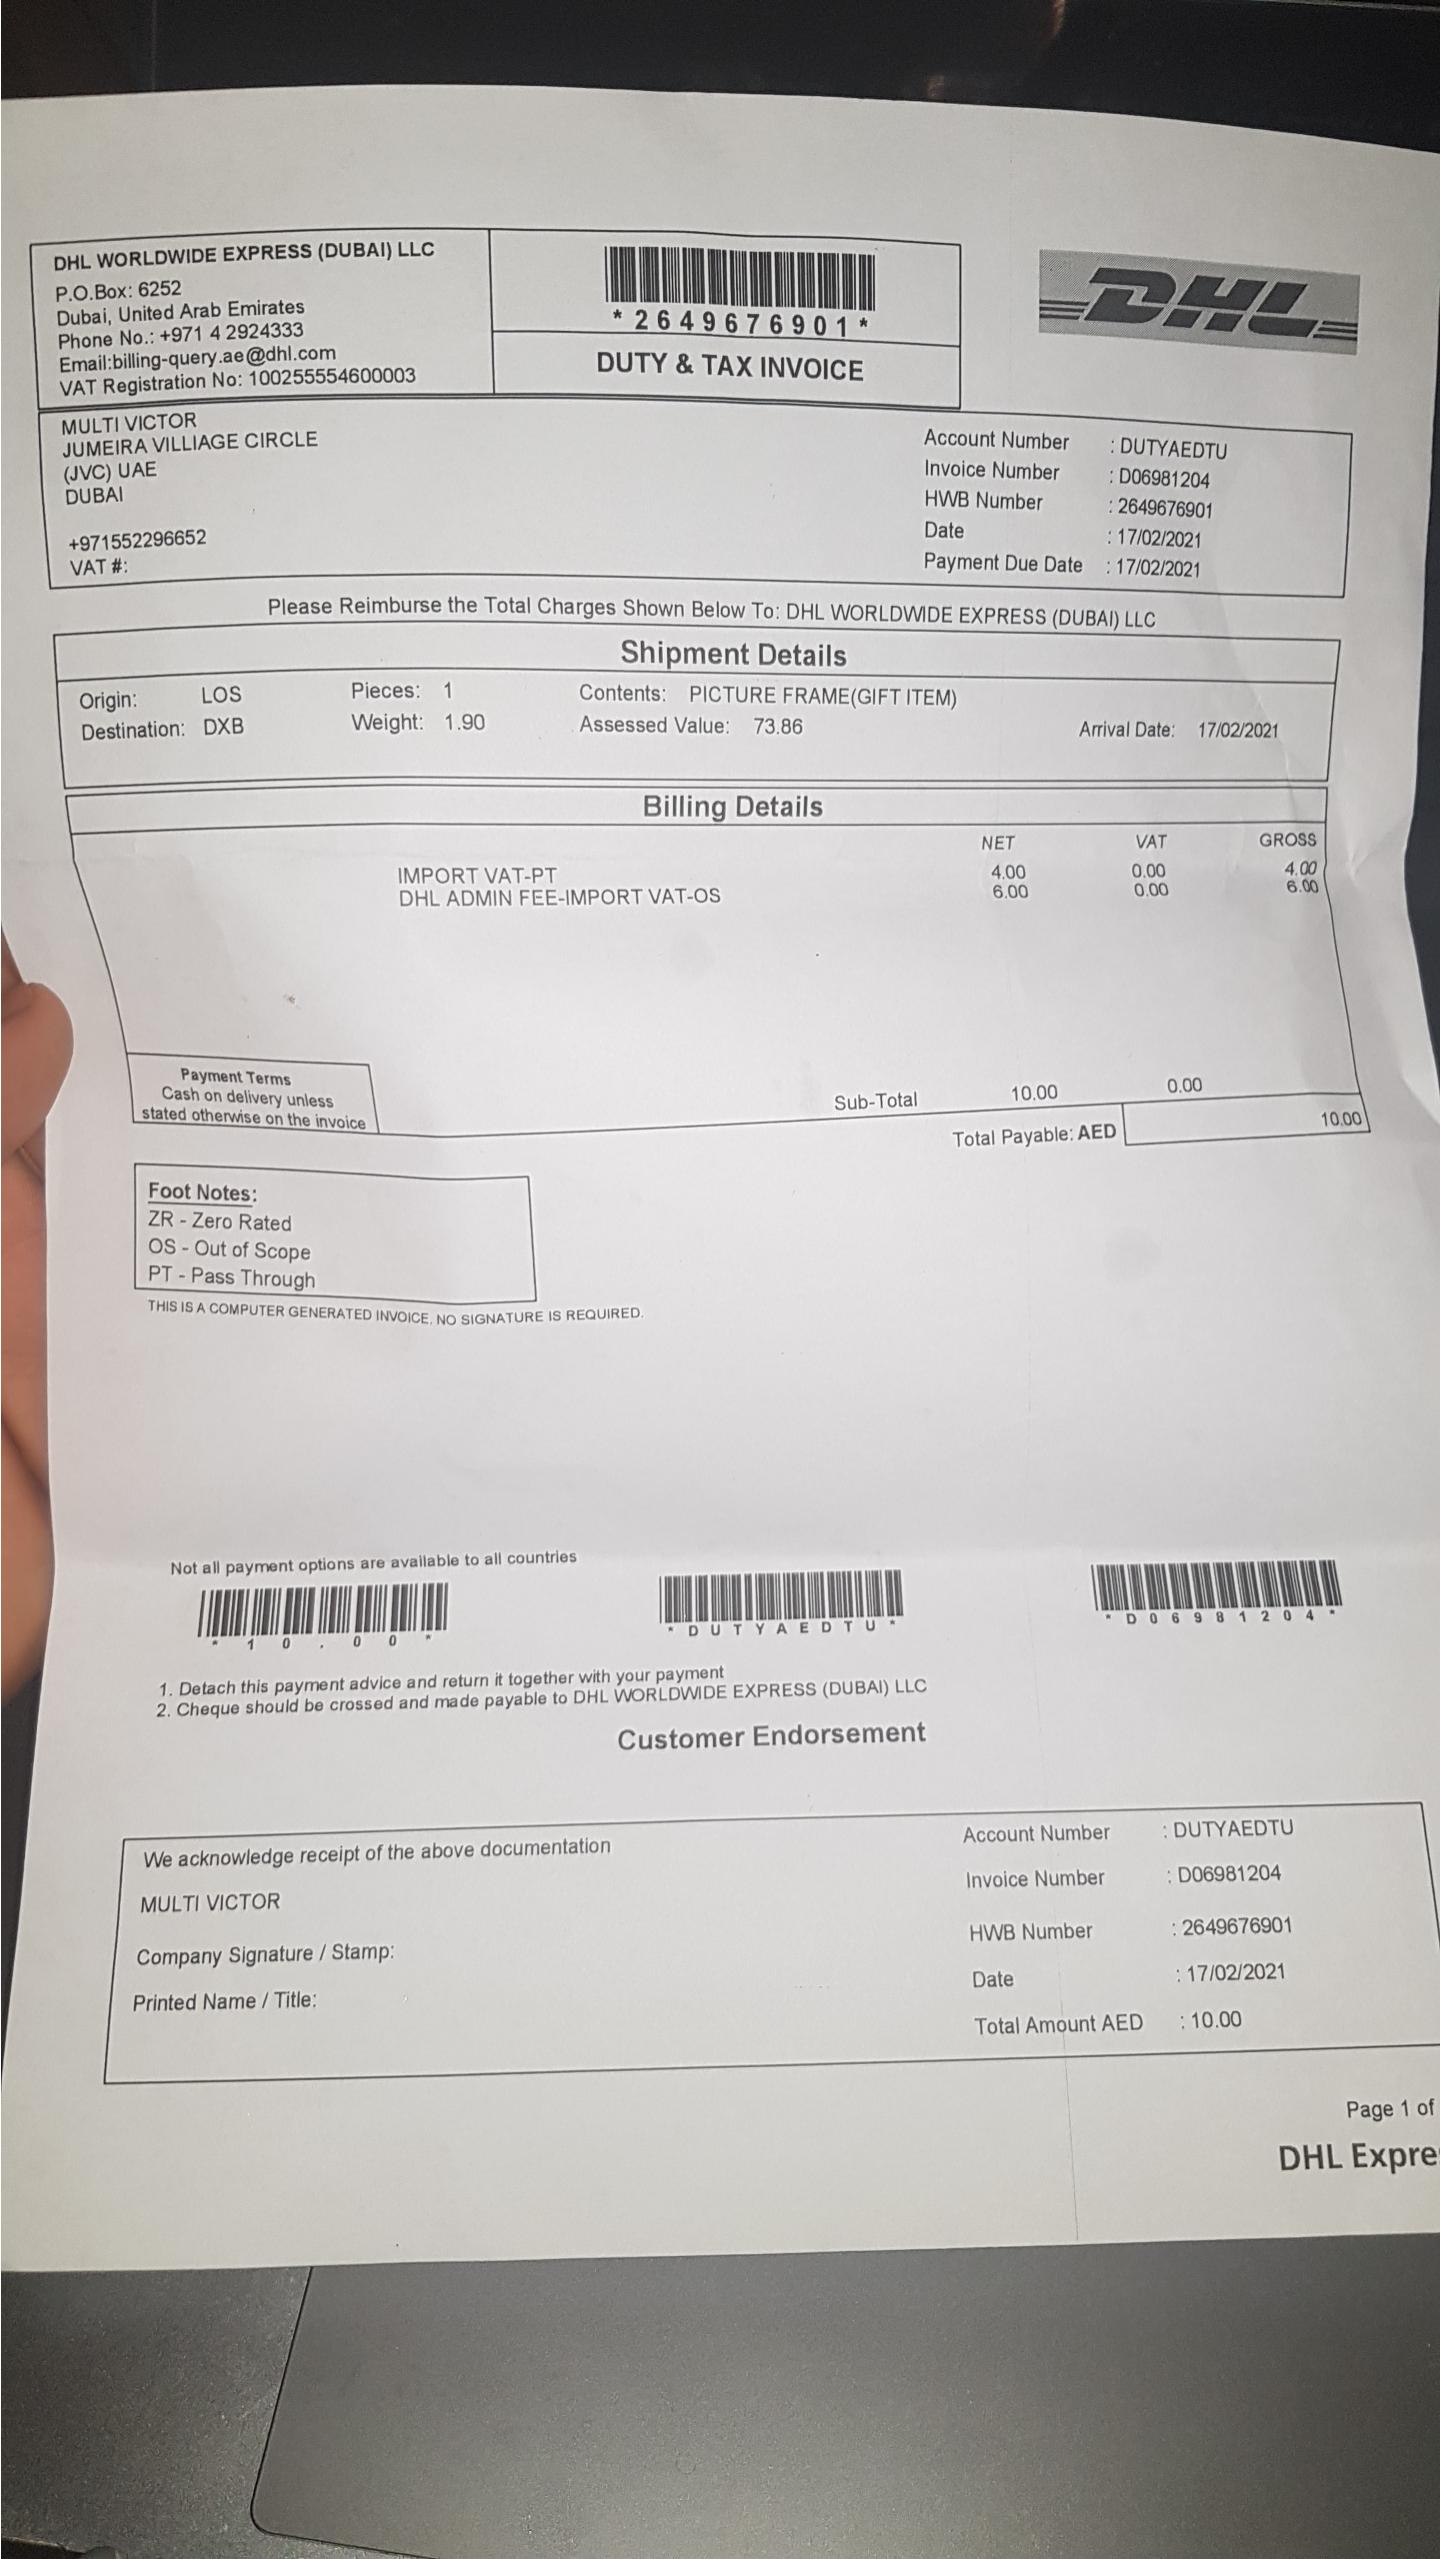 DHL WORLDWIDE EXPRESS (DUBAI) LLC
P.O.Box: 6252
Dubai, United Arab Emirates
Phone No.: +971 4 2924333
Email:billing-query.ae@dhl.com
VAT Registration No: 100255554600003
*2649676901*
DUTY & TAX INVOICE
DHL
MULTI VICTOR
JUMEIRA VILLIAGE CIRCLE
(JVC) UAE
DUBAI
+971552296652
VAT #:
Account Number : DUTYAEDTU
Invoice Number : D06981204
HWB Number : 2649676901
Date : 17/02/2021
Payment Due Date : 17/02/2021
Please Reimburse the Total Charges Shown Below To: DHL WORLDWIDE EXPRESS (DUBAI) LLC
Shipment Details
Origin: LOS Pieces: 1 Contents: PICTURE FRAME(GIFT ITEM)
Destination: DXB Weight: 1.90 Assessed Value: 73.86 Arrival Date: 17/02/2021
Billing Details
NET VAT GROSS
IMPORT VAT-PT 4.00 0.00 4.00
DHL ADMIN FEE-IMPORT VAT-OS 6.00 0.00 6.00
Payment Terms
Cash on delivery unless
stated otherwise on the invoice
Sub-Total 10.00 0.00
Total Payable: AED 10.00
Foot Notes:
ZR - Zero Rated
OS - Out of Scope
PT - Pass Through
THIS IS A COMPUTER GENERATED INVOICE, NO SIGNATURE IS REQUIRED.
Not all payment options are available to all countries
*10.00* *DUTYAEDTU* *D06981204*
1. Detach this payment advice and return it together with your payment
2. Cheque should be crossed and made payable to DHL WORLDWIDE EXPRESS (DUBAI) LLC
Customer Endorsement
We acknowledge receipt of the above documentation
MULTI VICTOR
Company Signature / Stamp:
Printed Name / Title:
Account Number : DUTYAEDTU
Invoice Number : D06981204
HWB Number : 2649676901
Date : 17/02/2021
Total Amount AED : 10.00
Page 1 of
DHL Expre